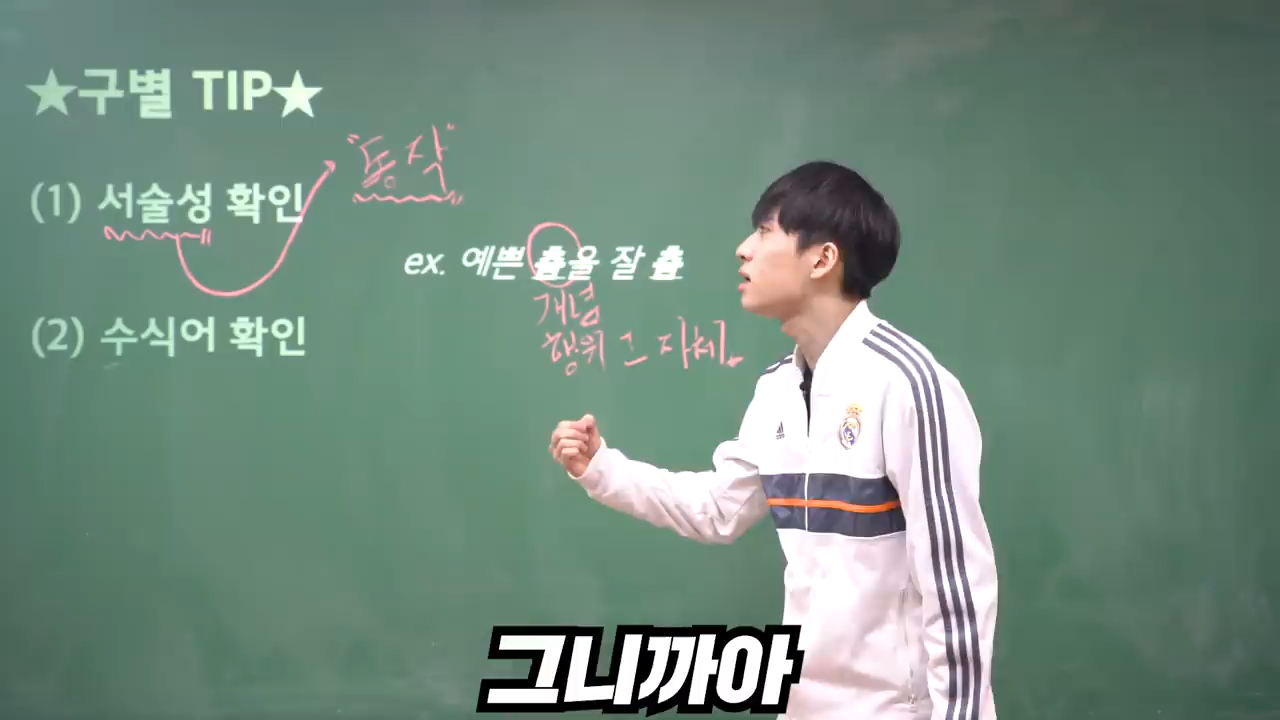 ★구별 TIP★
"동작"
(1) 서술성 확인
ex. 예쁜 춤을 잘 춤
개념
행위 그 자체.
(2) 수식어 확인
그니까아